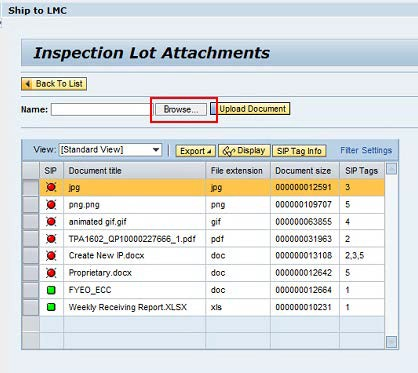 Ship to LMC
Inspection Lot Attachments
Back To List
Name: Browse... Upload Document
View: [Standard View] Export Display SIP Tag Info Filter Settings
SIP Document title File extension Document size SIP Tags
jpg jpg 000000012591 3
png.png png 000000109707 5
animated gif.gif gif 000000063855 4
TPA1602_QP10000227666_1.pdf pdf 000000031963 2
Create New IP.docx doc 000000013108 2,3,5
Proprietary.docx doc 000000012642 5
FYEO_ECC doc 000000012664 1
Weekly Receiving Report.XLSX xls 000000010231 1